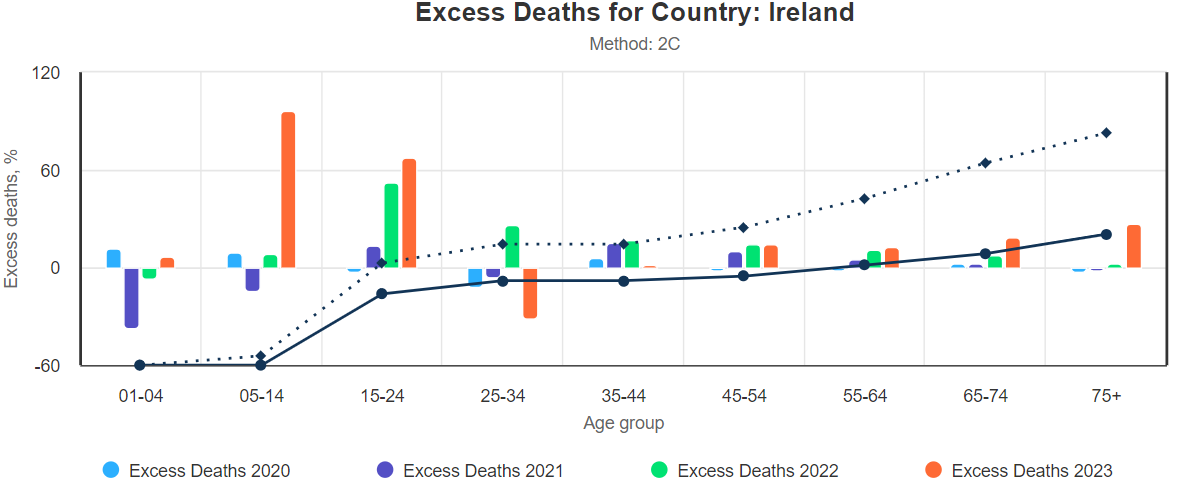 Excess Deaths for Country: Ireland
Method: 2C
120
60
0
-60
Excess deaths, %
01-04 05-14 15-24 25-34 35-44 45-54 55-64 65-74 75+
Age group
Excess Deaths 2020 Excess Deaths 2021 Excess Deaths 2022 Excess Deaths 2023